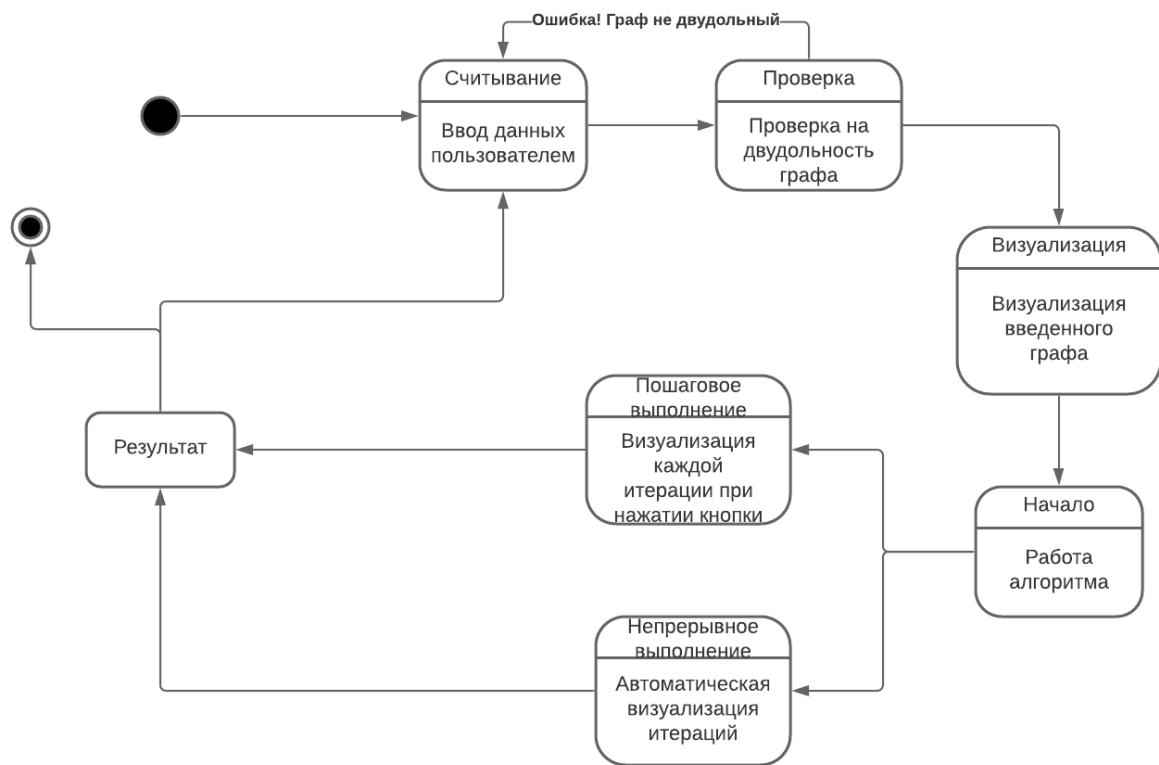 Ошибка! Граф не двудольный
Считывание
Ввод данных
пользователем
Проверка
Проверка на
двудольность
графа
Визуализация
Визуализация
введенного
графа
Пошаговое
выполнение
Визуализация
каждой
итерации при
нажатии кнопки
Результат
Начало
Работа
алгоритма
Непрерывное
выполнение
Автоматическая
визуализация
итераций